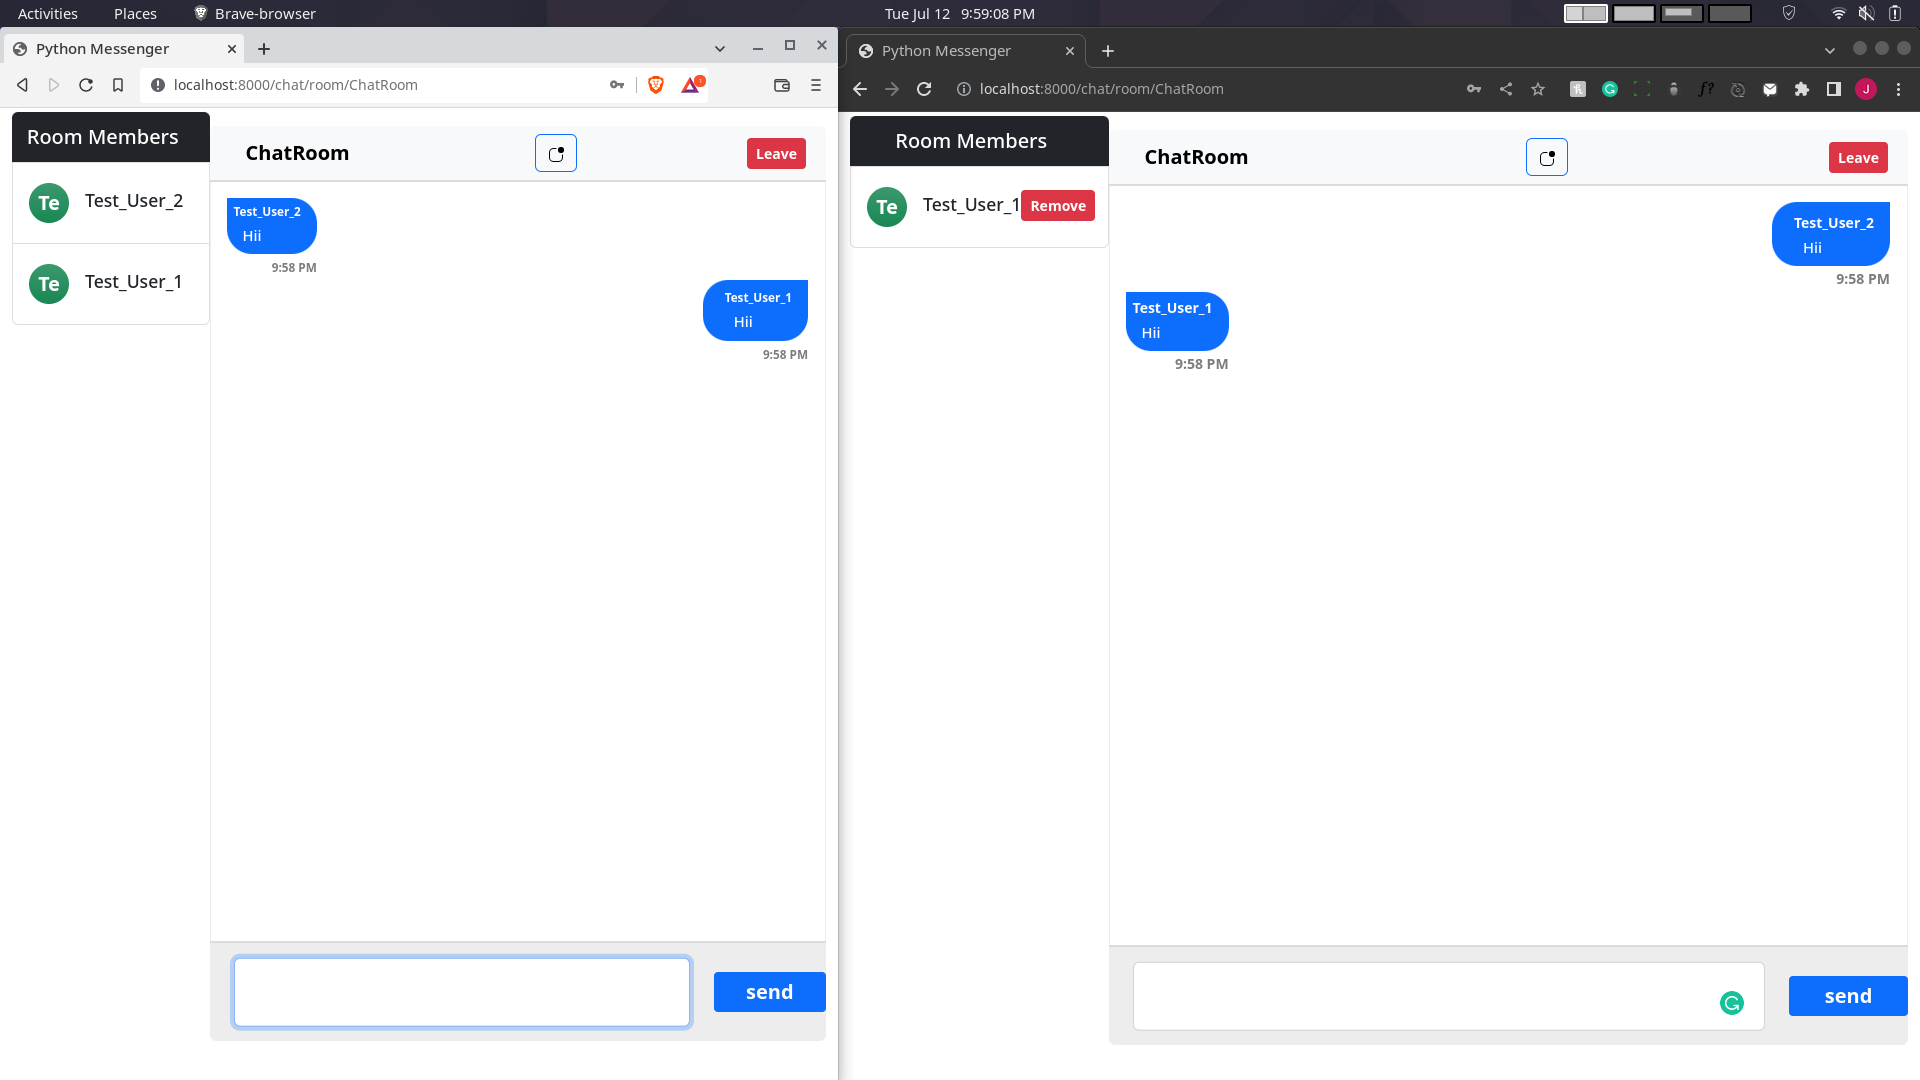 Activities Places Brave-browser Tue Jul 12 9:59:08 PM
Python Messenger
localhost:8000/chat/room/ChatRoom
Room Members
Te Test_User_2
Te Test_User_1
ChatRoom Leave
Test_User_2
Hii
9:58 PM
Test_User_1
Hii
9:58 PM
send
Python Messenger
localhost:8000/chat/room/ChatRoom
f?
J
Room Members
Te Test_User_1 Remove
ChatRoom Leave
Test_User_2
Hii
9:58 PM
Test_User_1
Hii
9:58 PM
send